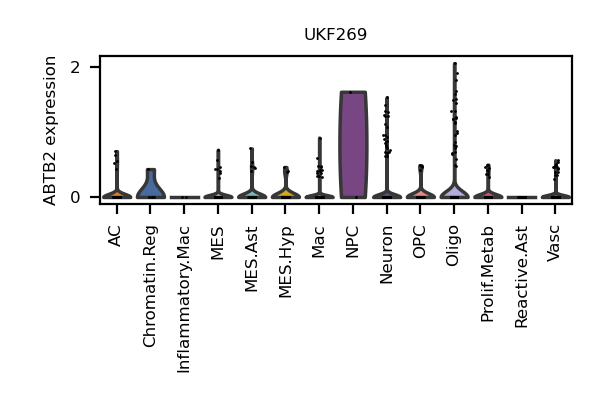 UKF269
ABTB2 expression
2
0
AC
Chromatin.Reg
Inflammatory.Mac
MES
MES.Ast
MES.Hyp
Mac
NPC
Neuron
OPC
Oligo
Prolif.Metab
Reactive.Ast
Vasc